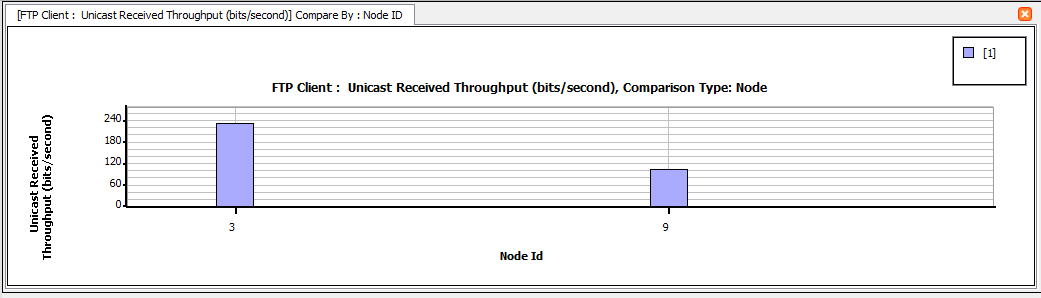 [FTP Client : Unicast Received Throughput (bits/second)] Compare By : Node ID
[1]
FTP Client : Unicast Received Throughput (bits/second), Comparison Type: Node
Unicast Received
Throughput (bits/second)
240
180
120
60
0
3
9
Node Id